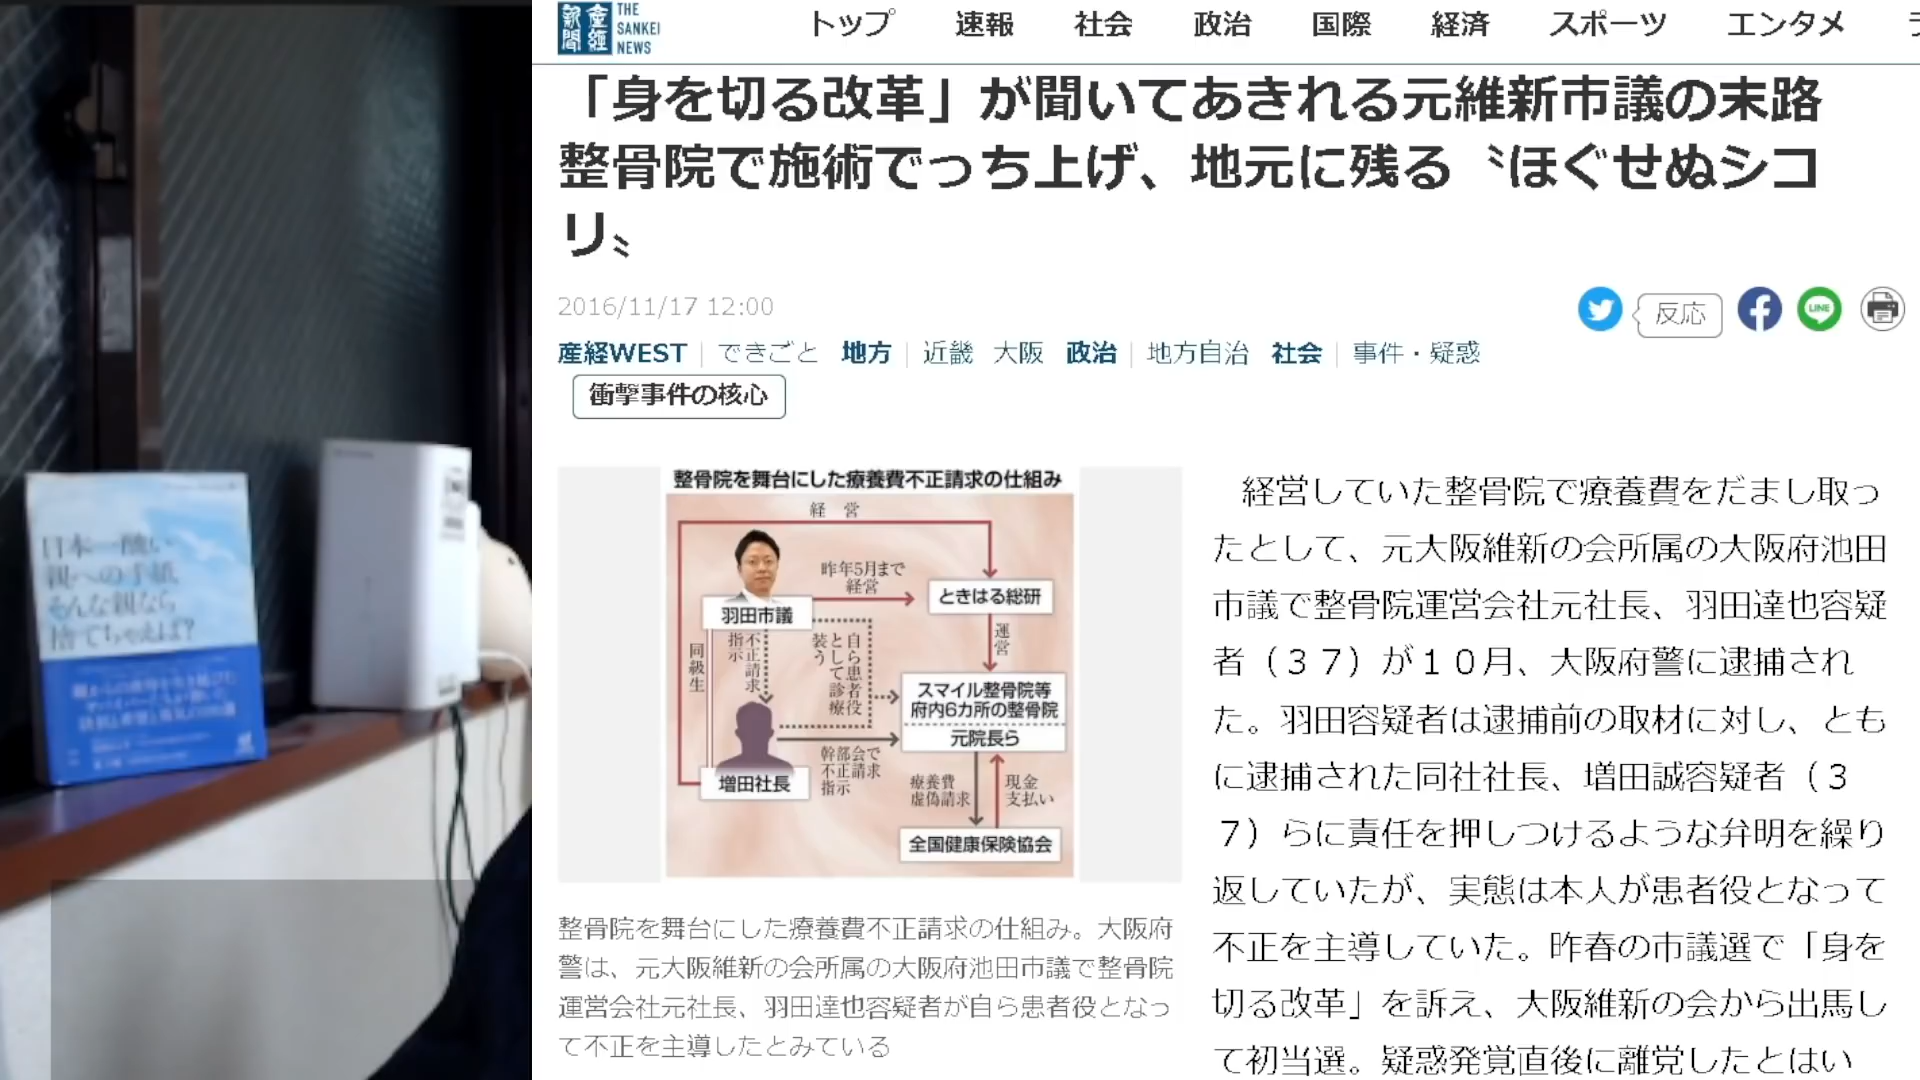 日本一醜い
親への手紙
そんな親なら
捨てちゃえば?
産經
新聞
THE
SANKEI
NEWS
トップ 速報 社会 政治 国際 経済 スポーツ エンタメ
「身を切る改革」が聞いてあきれる元維新市議の末路
整骨院で施術でっち上げ、地元に残る〝ほぐせぬシコ
リ〟
2016/11/17 12:00
反応
LINE
産経WEST | できごと 地方 | 近畿 大阪 政治 | 地方自治 社会 | 事件・疑惑
衝撃事件の核心
整骨院を舞台にした療養費不正請求の仕組み
経 営
昨年5月まで
経営
ときはる総研
羽田市議
同級生
不正請求
指示
自ら患者役
として診療
装う
運営
スマイル整骨院等
府内6カ所の整骨院
元院長ら
増田社長
幹部会で
不正請求
指示
療養費
虚偽請求
現金
支払い
全国健康保険協会
整骨院を舞台にした療養費不正請求の仕組み。大阪府
警は、元大阪維新の会所属の大阪府池田市議で整骨院
運営会社元社長、羽田達也容疑者が自ら患者役となっ
て不正を主導したとみている
経営していた整骨院で療養費をだまし取っ
たとして、元大阪維新の会所属の大阪府池田
市議で整骨院運営会社元社長、羽田達也容疑
者（３７）が１０月、大阪府警に逮捕され
た。羽田容疑者は逮捕前の取材に対し、とも
に逮捕された同社社長、増田誠容疑者（３
７）らに責任を押しつけるような弁明を繰り
返していたが、実態は本人が患者役となって
不正を主導していた。昨春の市議選で「身を
切る改革」を訴え、大阪維新の会から出馬し
て初当選。疑惑発覚直後に離党したとはい